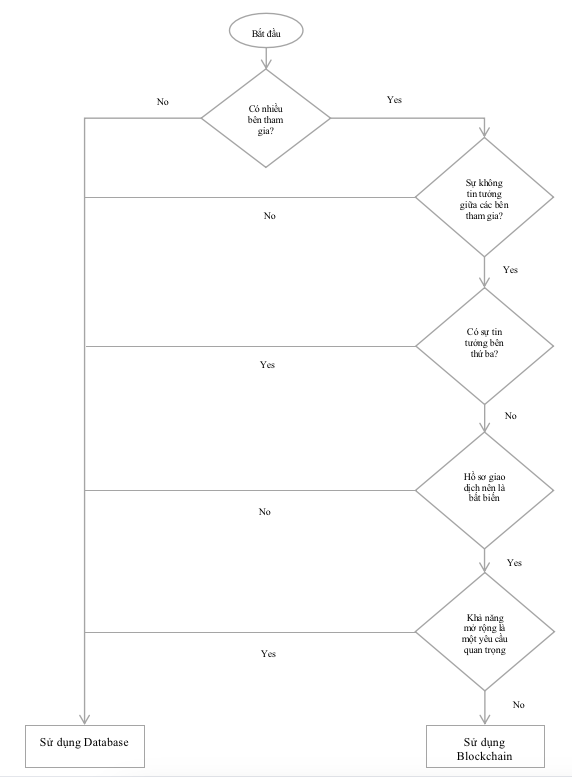 Bắt đầu
No
Yes
Có nhiều
bên tham
gia?
Sự không
tin tưởng
giữa các bên
tham gia?
No
Yes
Có sự tin
tưởng bên
thứ ba?
Yes
No
Hồ sơ giao
dịch nên là
bất biến
No
Yes
Khả năng
mở rộng là
một yêu cầu
quan trọng
Yes
No
Sử dụng Database
Sử dụng
Blockchain